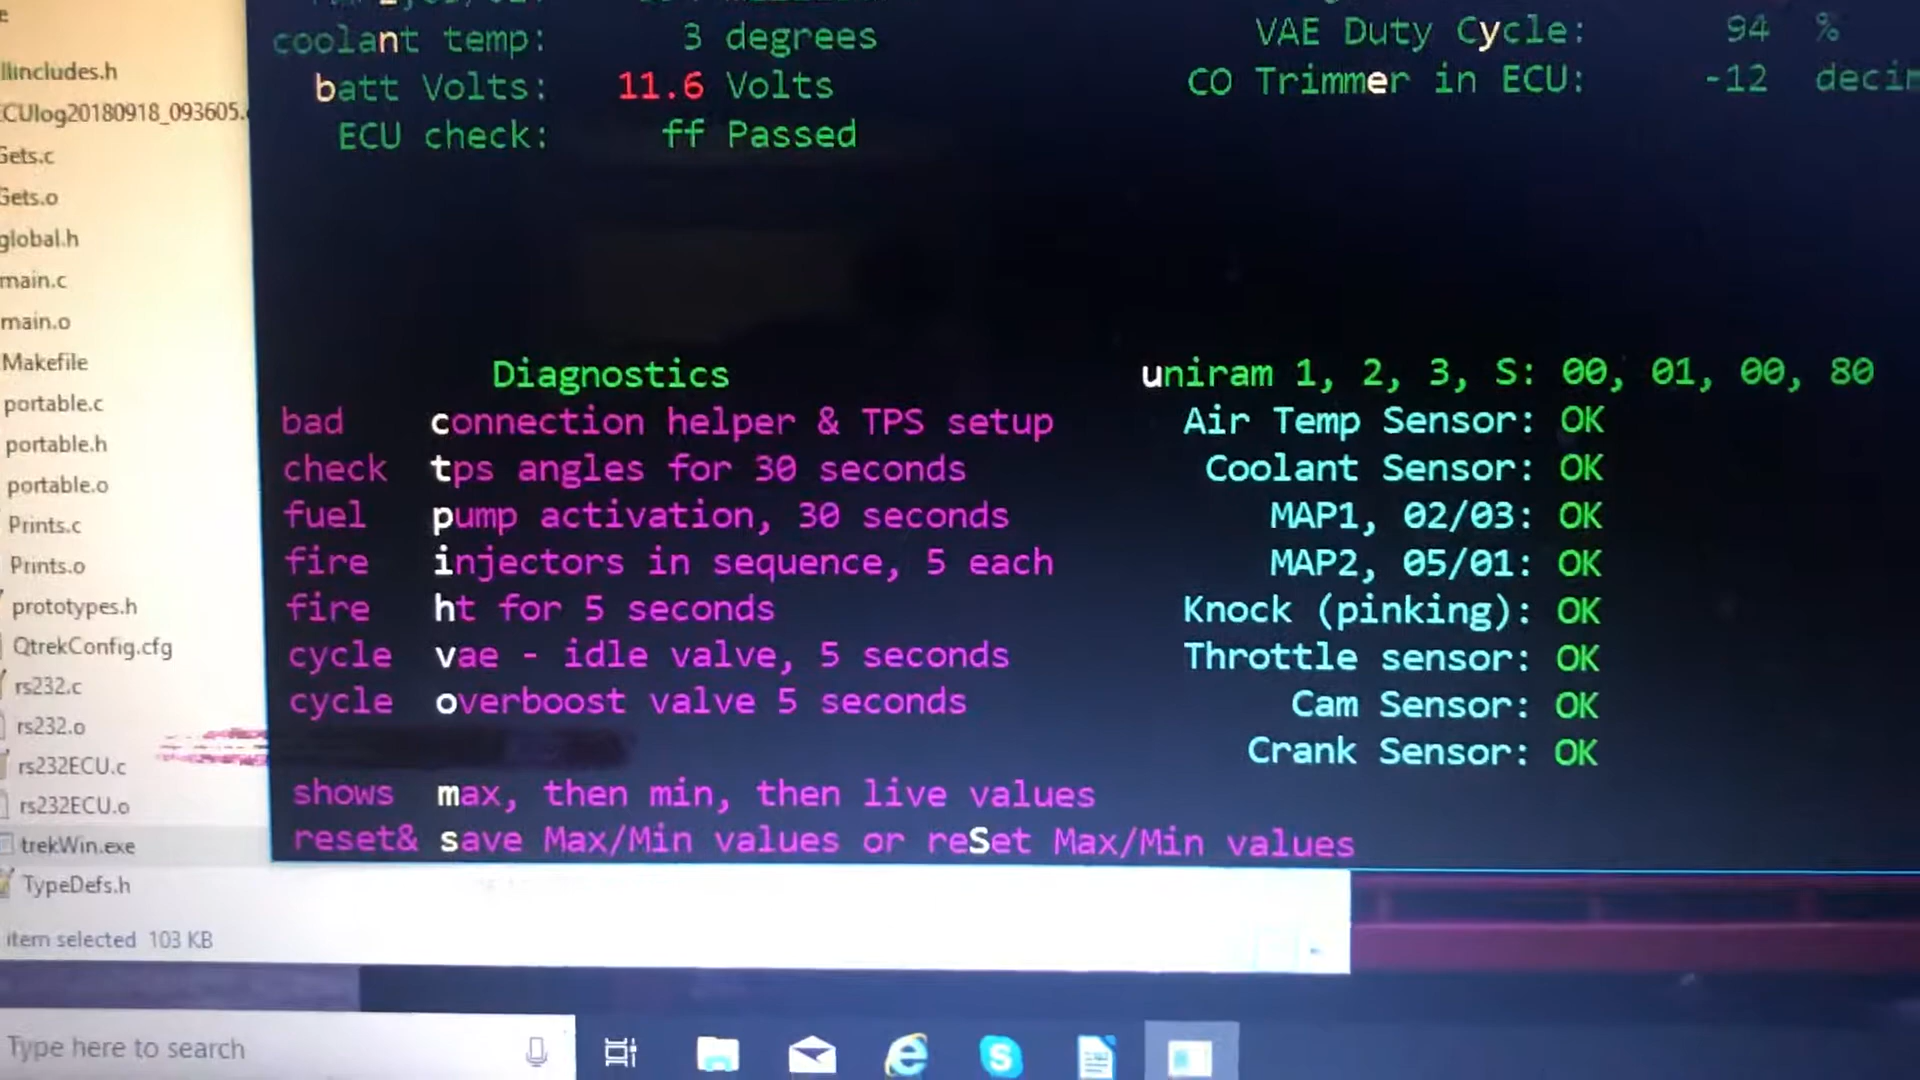 llincludes.h
CUlog20180918_093605.
Gets.c
Gets.o
global.h
main.c
main.o
Makefile
portable.c
portable.h
portable.o
Prints.c
Prints.o
prototypes.h
QtrekConfig.cfg
rs232.c
rs232.o
rs232ECU.c
rs232ECU.o
trekWin.exe
TypeDefs.h
item selected 103 KB
coolant temp: 3 degrees
batt Volts: 11.6 Volts
ECU check: ff Passed
VAE Duty Cycle: 94 %
CO Trimmer in ECU: -12 decim
Diagnostics
bad connection helper & TPS setup
check tps angles for 30 seconds
fuel pump activation, 30 seconds
fire injectors in sequence, 5 each
fire ht for 5 seconds
cycle vae - idle valve, 5 seconds
cycle overboost valve 5 seconds
shows max, then min, then live values
reset& save Max/Min values or reSet Max/Min values
uniram 1, 2, 3, S: 00, 01, 00, 80
Air Temp Sensor: OK
Coolant Sensor: OK
MAP1, 02/03: OK
MAP2, 05/01: OK
Knock (pinking): OK
Throttle sensor: OK
Cam Sensor: OK
Crank Sensor: OK
Type here to search